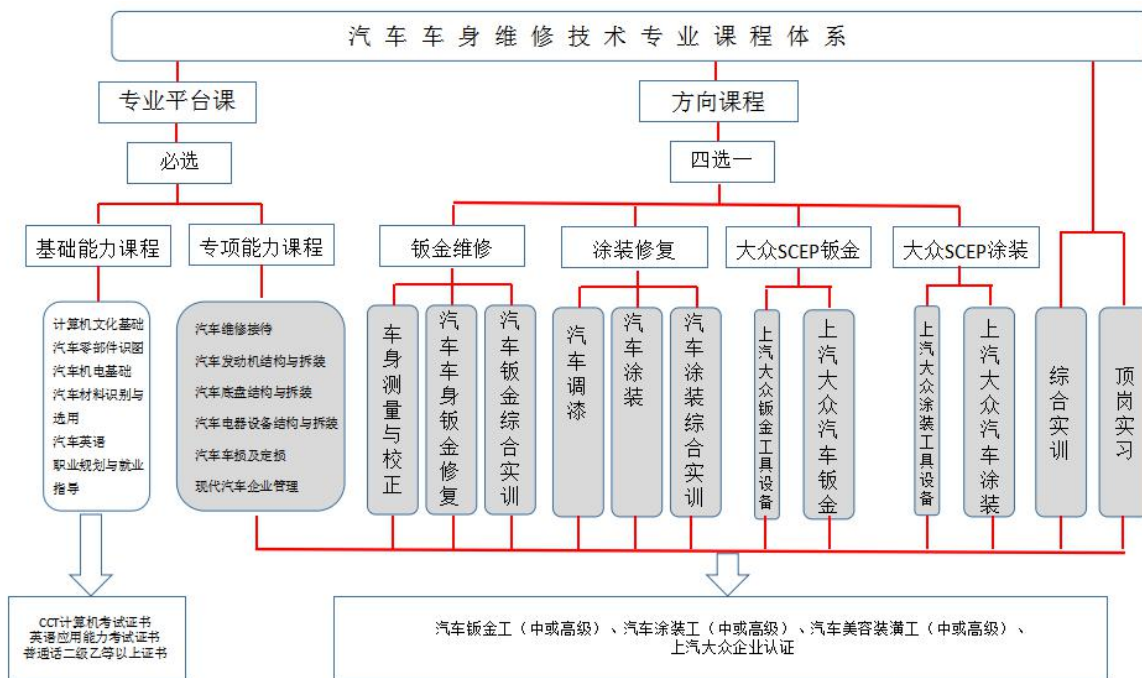 汽车车身维修技术专业课程体系
专业平台课
方向课程
必选
四选一
基础能力课程
专项能力课程
钣金维修
涂装修复
大众SCEP钣金
大众SCEP涂装
计算机文化基础
汽车零部件识图
汽车机电基础
汽车材料识别与
选用
汽车英语
职业规划与就业
指导
汽车维修接待
汽车发动机结构与拆装
汽车底盘结构与拆装
汽车电器设备结构与拆装
汽车车损及定损
现代汽车企业管理
车身测量与校正
汽车车身钣金修复
汽车钣金综合实训
汽车调漆
汽车涂装
汽车涂装综合实训
上汽大众钣金工具设备
上汽大众汽车钣金
上汽大众涂装工具设备
上汽大众汽车涂装
综合实训
顶岗实习
CCT计算机考试证书
英语应用能力考试证书
普通话二级乙等以上证书
汽车钣金工（中或高级）、汽车涂装工（中或高级）、汽车美容装潢工（中或高级）、
上汽大众企业认证